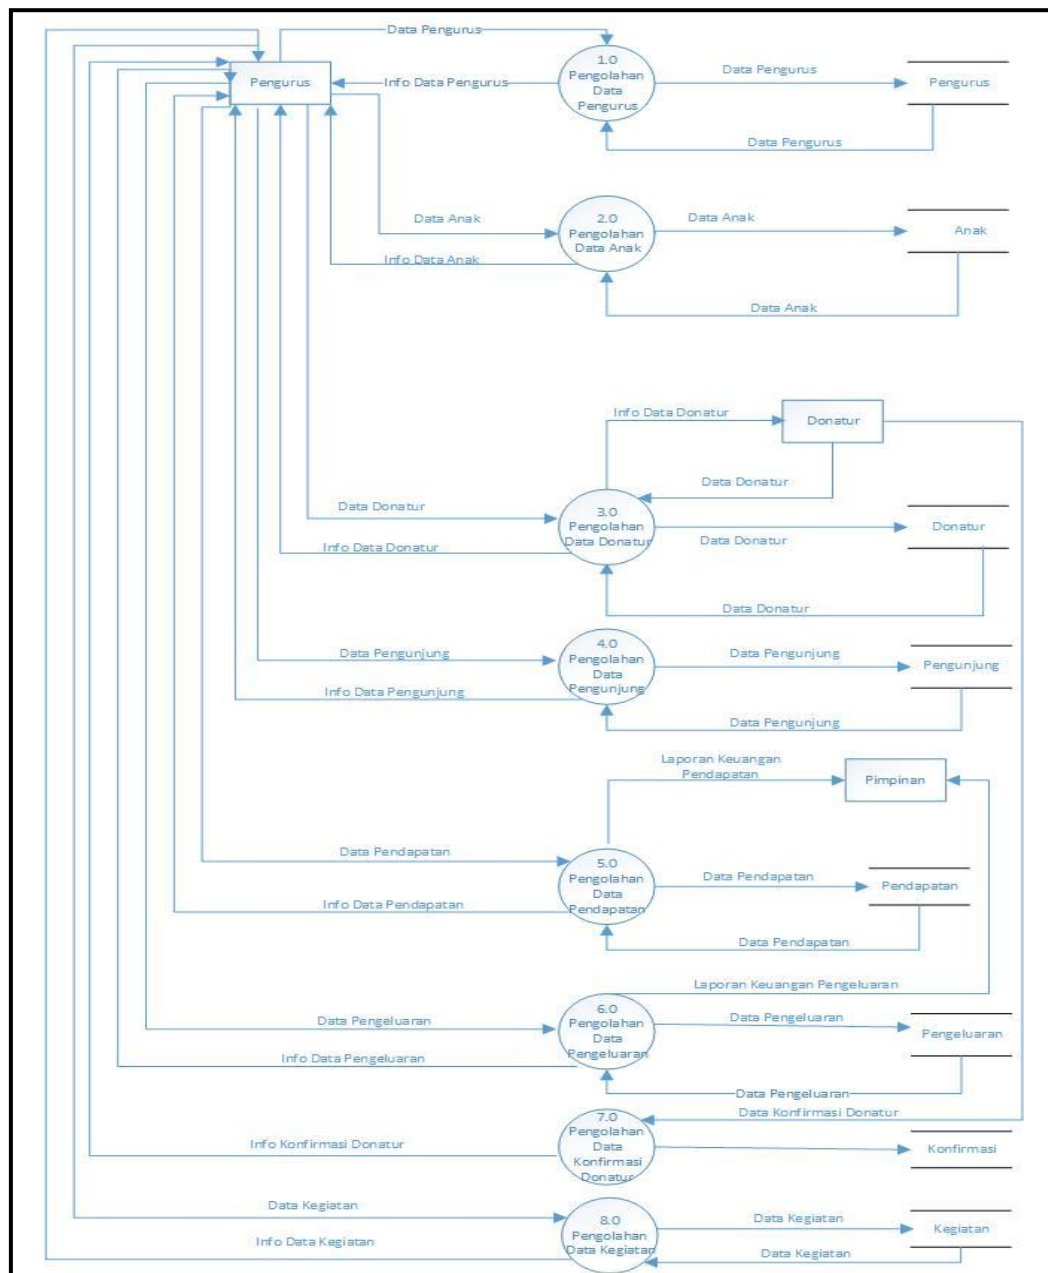 Data Pengurus
Pengurus
Info Data Pengurus
1.0
Pengolahan
Data
Pengurus
Data Pengurus
Pengurus
Data Pengurus
Data Anak
Info Data Anak
2.0
Pengolahan
Data Anak
Data Anak
Anak
Data Anak
Info Data Donatur
Donatur
Data Donatur
Data Donatur
Info Data Donatur
3.0
Pengolahan
Data Donatur
Data Donatur
Donatur
Data Donatur
Data Pengunjung
Info Data Pengunjung
4.0
Pengolahan
Data
Pengunjung
Data Pengunjung
Pengunjung
Data Pengunjung
Laporan Keuangan
Pendapatan
Pimpinan
Data Pendapatan
Info Data Pendapatan
5.0
Pengolahan
Data
Pendapatan
Data Pendapatan
Pendapatan
Data Pendapatan
Laporan Keuangan Pengeluaran
Data Pengeluaran
Info Data Pengeluaran
6.0
Pengolahan
Data
Pengeluaran
Data Pengeluaran
Pengeluaran
Data Pengeluaran
Data Konfirmasi Donatur
Info Konfirmasi Donatur
7.0
Pengolahan
Data
Konfirmasi
Donatur
Konfirmasi
Data Kegiatan
Info Data Kegiatan
8.0
Pengolahan
Data Kegiatan
Data Kegiatan
Kegiatan
Data Kegiatan